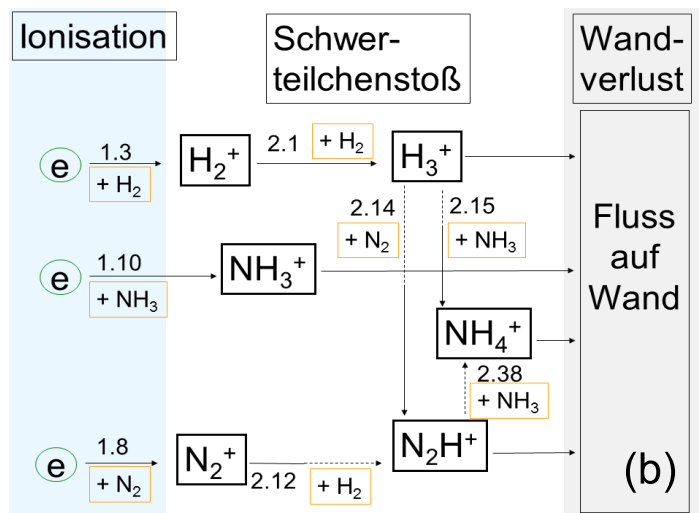 Ionisation
Schwer-
teilchenstoß
Wand-
verlust
e
1.3
+ H₂
H₂⁺
2.1
+ H₂
H₃⁺
2.14
+ N₂
2.15
+ NH₃
Fluss
auf
Wand
e
1.10
+ NH₃
NH₃⁺
NH₄⁺
2.38
+ NH₃
e
1.8
+ N₂
N₂⁺
2.12
+ H₂
N₂H⁺
(b)